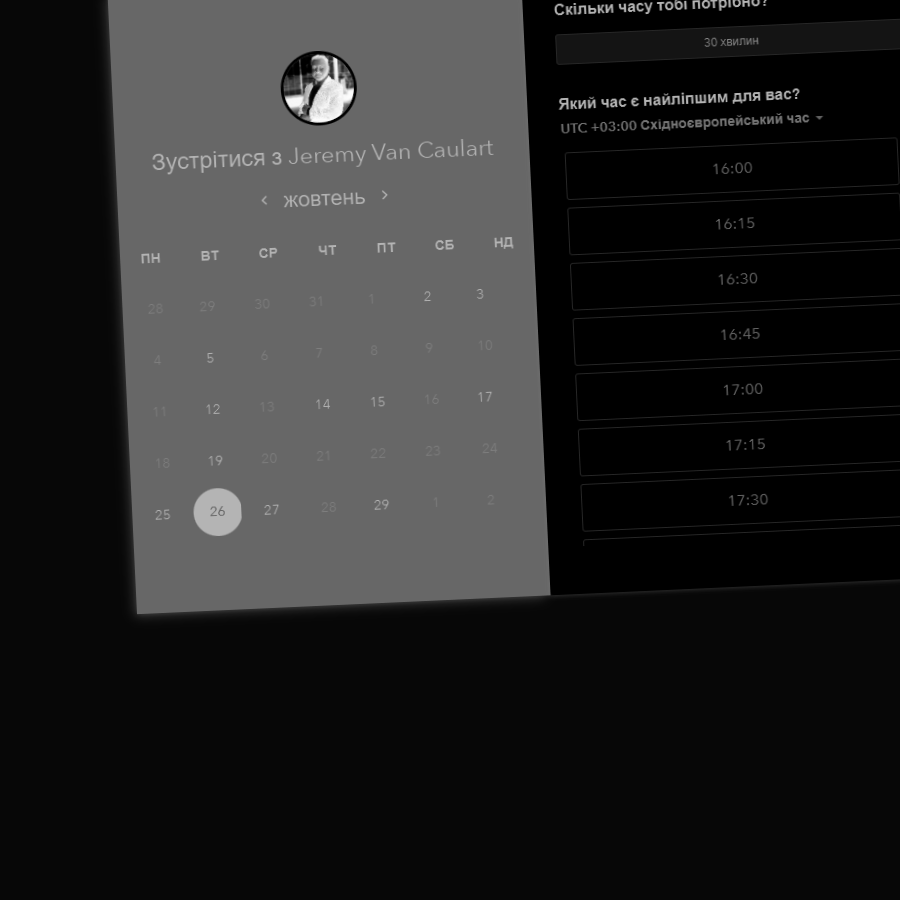 Зустрітися з Jeremy Van Caulart
‹ жовтень ›
ПН ВТ СР ЧТ ПТ СБ НД
28 29 30 31 1 2 3
4 5 6 7 8 9 10
11 12 13 14 15 16 17
18 19 20 21 22 23 24
25 26 27 28 29 1 2
Скільки часу тобі потрібно?
30 хвилин
Який час є найліпшим для вас?
UTC +03:00 Східноєвропейський час
16:00
16:15
16:30
16:45
17:00
17:15
17:30